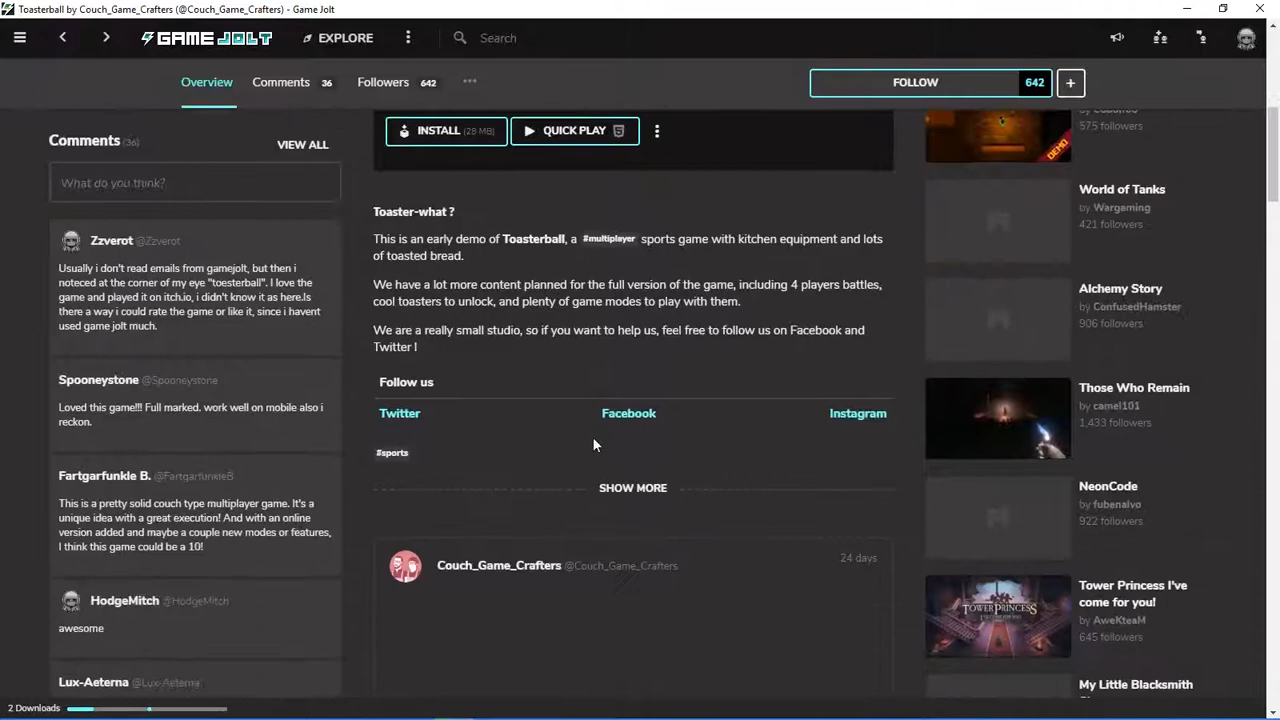 Toasterball by Couch_Game_Crafters (@Couch_Game_Crafters) - Game Jolt
GAME JOLT
EXPLORE
Search
Overview
Comments 36
Followers 642
FOLLOW 642
Comments (36)
VIEW ALL
What do you think?
Zzverot @Zzverot
Usually i don't read emails from gamejolt, but then i
noteced at the corner of my eye "toesterball". I love the
game and played it on itch.io, i didn't know it as here.Is
there a way i could rate the game or like it, since i havent
used game jolt much.
Spooneystone @Spooneystone
Loved this game!!! Full marked. work well on mobile also i
reckon.
Fartgarfunkle B. @FartgarfunkleB
This is a pretty solid couch type multiplayer game. It's a
unique idea with a great execution! And with an online
version added and maybe a couple new modes or features,
I think this game could be a 10!
HodgeMitch @HodgeMitch
awesome
Lux-Aeterna @Lux-Aeterna
INSTALL (28 MB)
QUICK PLAY
Toaster-what ?
This is an early demo of Toasterball, a #multiplayer sports game with kitchen equipment and lots
of toasted bread.
We have a lot more content planned for the full version of the game, including 4 players battles,
cool toasters to unlock, and plenty of game modes to play with them.
We are a really small studio, so if you want to help us, feel free to follow us on Facebook and
Twitter !
Follow us
Twitter
Facebook
Instagram
#sports
SHOW MORE
Couch_Game_Crafters @Couch_Game_Crafters
24 days
DEMO
575 followers
World of Tanks
by Wargaming
421 followers
Alchemy Story
by ConfusedHamster
906 followers
Those Who Remain
by camel101
1,433 followers
NeonCode
by fubenaivo
922 followers
TOWER PRINCESS
Tower Princess I've
come for you!
by AweKteaM
645 followers
My Little Blacksmith
2 Downloads